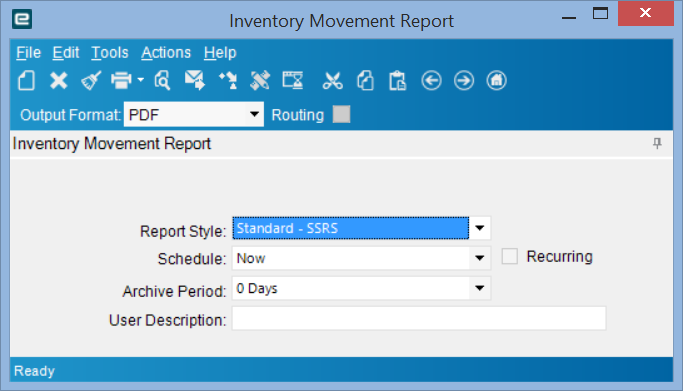 Inventory Movement Report
File Edit Tools Actions Help
Output Format: PDF Routing
Inventory Movement Report
Report Style: Standard - SSRS
Schedule: Now Recurring
Archive Period: 0 Days
User Description:
Ready